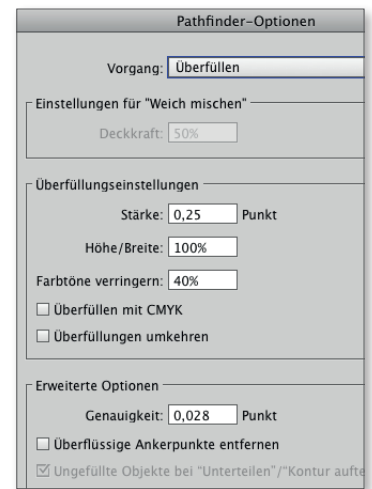 Pathfinder-Optionen
Vorgang: Überfüllen
Einstellungen für "Weich mischen"
Deckkraft: 50%
Überfüllungseinstellungen
Stärke: 0,25 Punkt
Höhe/Breite: 100%
Farbtöne verringern: 40%
Überfüllen mit CMYK
Überfüllungen umkehren
Erweiterte Optionen
Genauigkeit: 0,028 Punkt
Überflüssige Ankerpunkte entfernen
Ungefüllte Objekte bei "Unterteilen"/"Kontur aufte